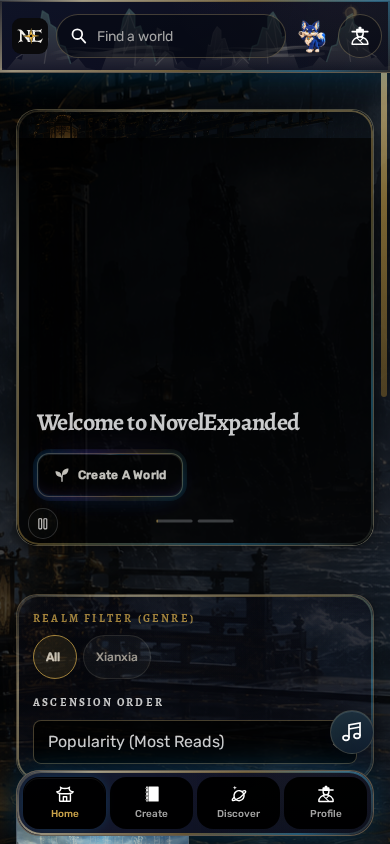 NE
Find a world
Welcome to NovelExpanded
Create A World
REALM FILTER (GENRE)
All
Xianxia
ASCENSION ORDER
Popularity (Most Reads)
Home
Create
Discover
Profile